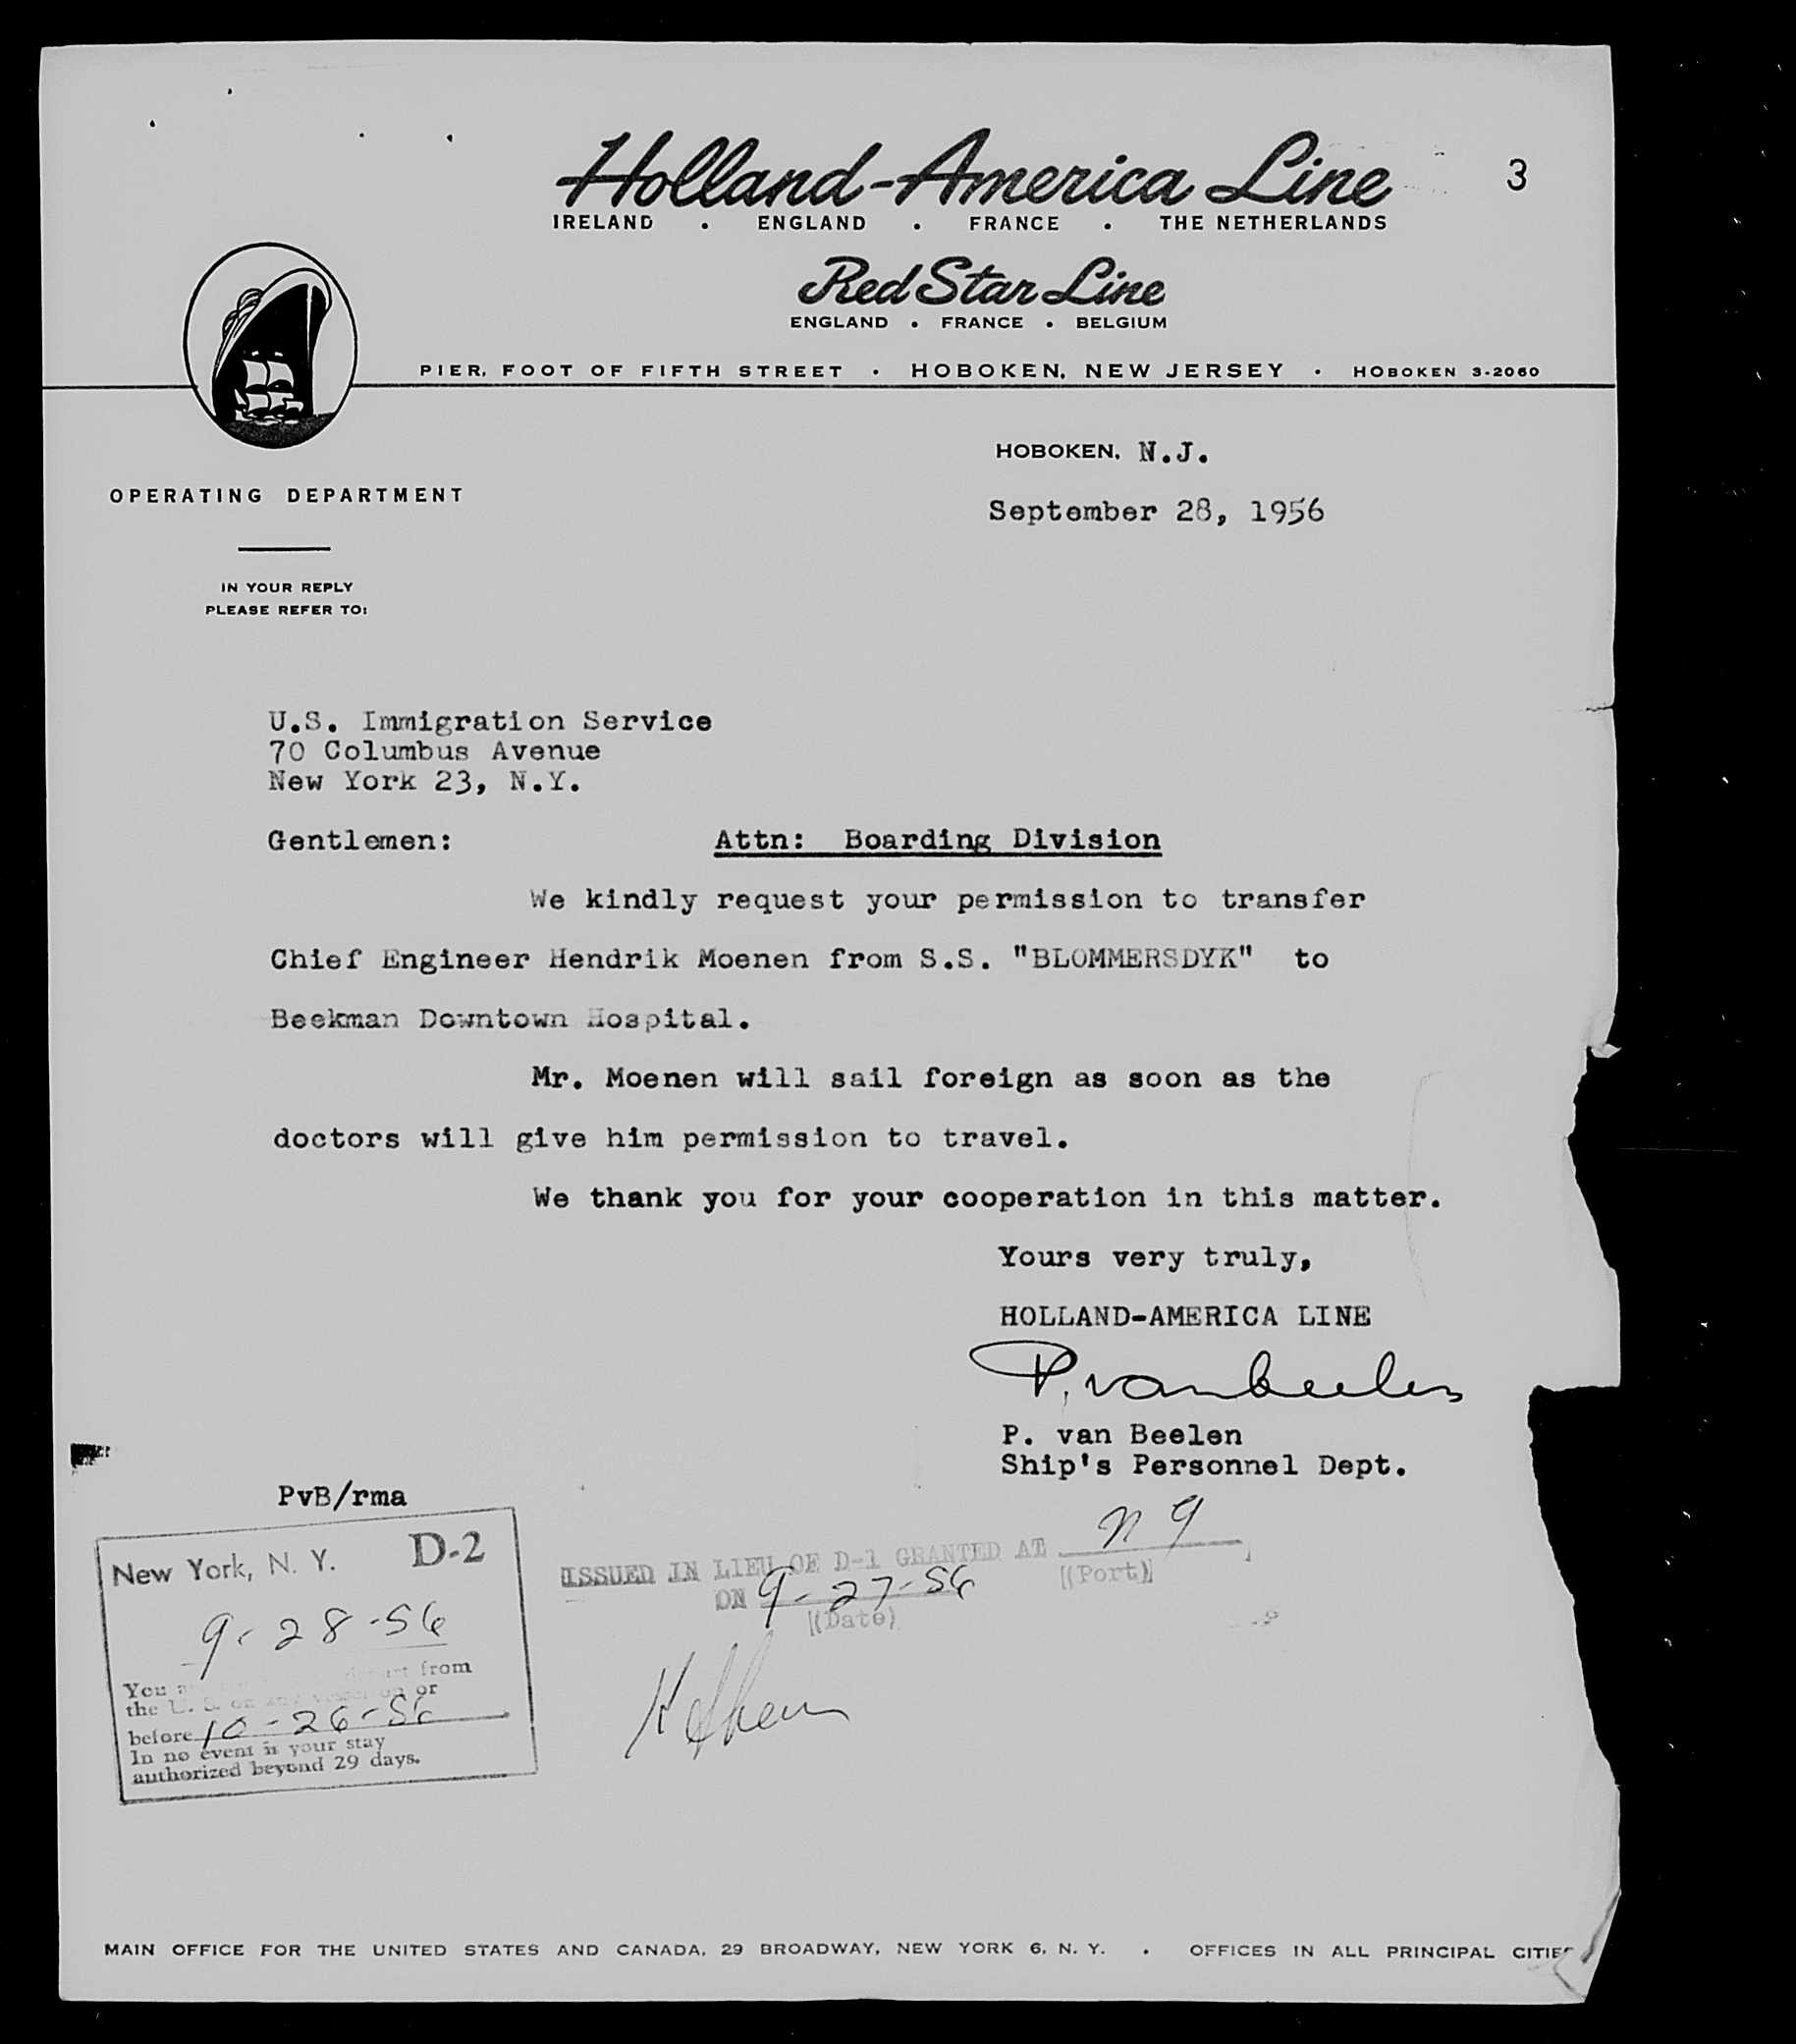 Holland-America Line
3
IRELAND • ENGLAND • FRANCE • THE NETHERLANDS
Red Star Line
ENGLAND • FRANCE • BELGIUM
PIER, FOOT OF FIFTH STREET • HOBOKEN, NEW JERSEY • HOBOKEN 3-2060
HOBOKEN, N.J.
OPERATING DEPARTMENT
September 28, 1956
IN YOUR REPLY
PLEASE REFER TO:
U.S. Immigration Service
70 Columbus Avenue
New York 23, N.Y.
Gentlemen: Attn: Boarding Division
We kindly request your permission to transfer
Chief Engineer Hendrik Moenen from S.S. "BLOMMERSDYK" to
Beekman Downtown Hospital.
Mr. Moenen will sail foreign as soon as the
doctors will give him permission to travel.
We thank you for your cooperation in this matter.
Yours very truly,
HOLLAND-AMERICA LINE
P. van Beelen
P. van Beelen
Ship's Personnel Dept.
PvB/rma
New York, N. Y. D-2
9-28-56
You from
the U. S. on any or
before 10-26-56
In no event is your stay
authorized beyond 29 days.
ISSUED IN LIEU OF D-1 GRANTED AT
(Port)
ON 9-27-56
(Date)
MAIN OFFICE FOR THE UNITED STATES AND CANADA, 29 BROADWAY, NEW YORK 6, N. Y. • OFFICES IN ALL PRINCIPAL CITIES